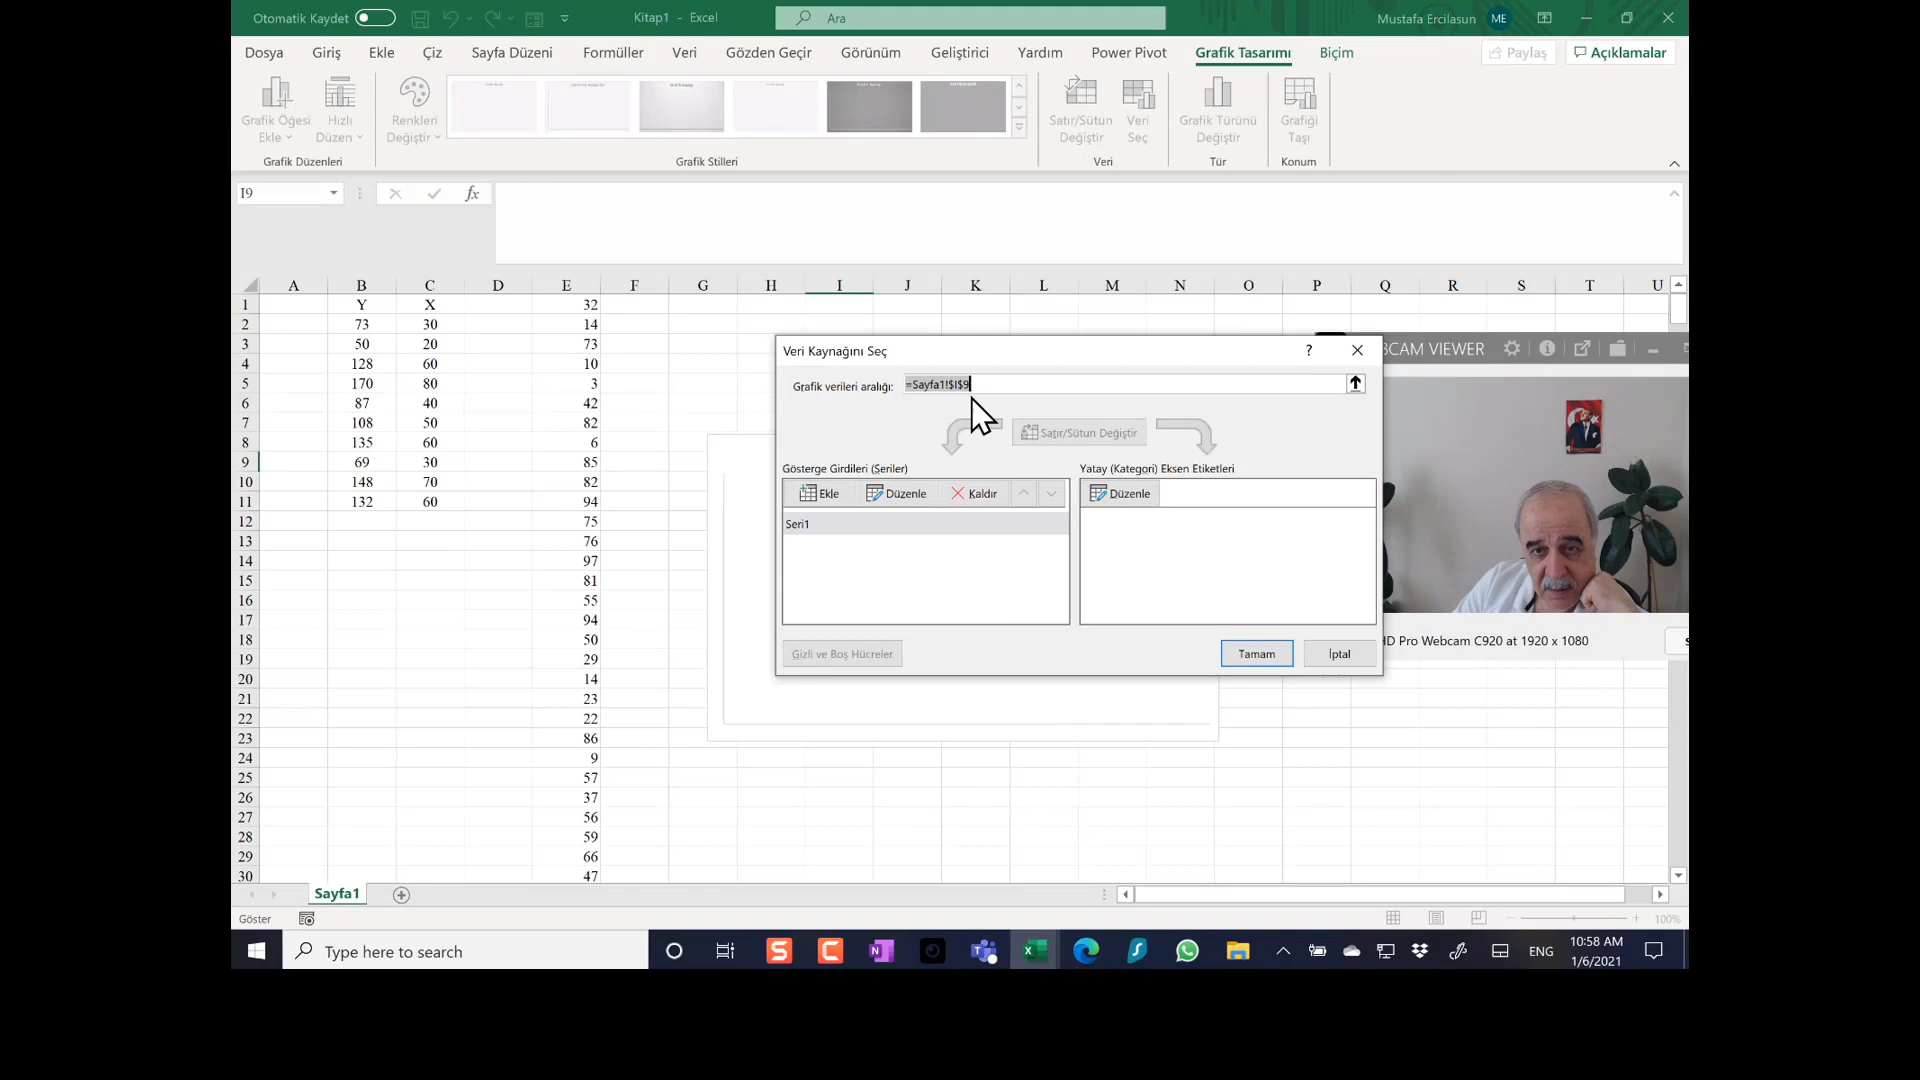 Otomatik Kaydet
Kitap1 - Excel
Ara
Mustafa Ercilasun ME
Dosya Giriş Ekle Çiz Sayfa Düzeni Formüller Veri Gözden Geçir Görünüm Geliştirici Yardım Power Pivot Grafik Tasarımı Biçim Paylaş Açıklamalar
Grafik Öğesi Hızlı Renkleri Satır/Sütun Veri Grafik Türünü Grafiği
Ekle Düzen Değiştir Değiştir Seç Değiştir Taşı
Grafik Düzenleri Grafik Stilleri Veri Tür Konum
I9 fx
A B C D E F G H I J K L M N O P Q R S T U
1 Y X 32
2 73 30 14
3 50 20 73
4 128 60 10
5 170 80 3
6 87 40 42
7 108 50 82
8 135 60 6
9 69 30 85
10 148 70 82
11 132 60 94
12 75
13 76
14 97
15 81
16 55
17 94
18 50
19 29
20 14
21 23
22 22
23 86
24 9
25 57
26 37
27 56
28 59
29 66
30 47
Veri Kaynağını Seç ?
Grafik verileri aralığı: =Sayfa1!$I$9
Satır/Sütun Değiştir
Gösterge Girdileri (Seriler)
Ekle Düzenle Kaldır
Seri1
Yatay (Kategori) Eksen Etiketleri
Düzenle
Gizli ve Boş Hücreler
Tamam İptal
CAM VIEWER
HD Pro Webcam C920 at 1920 x 1080
Sayfa1
Göster
100%
Type here to search
ENG
10:58 AM
1/6/2021